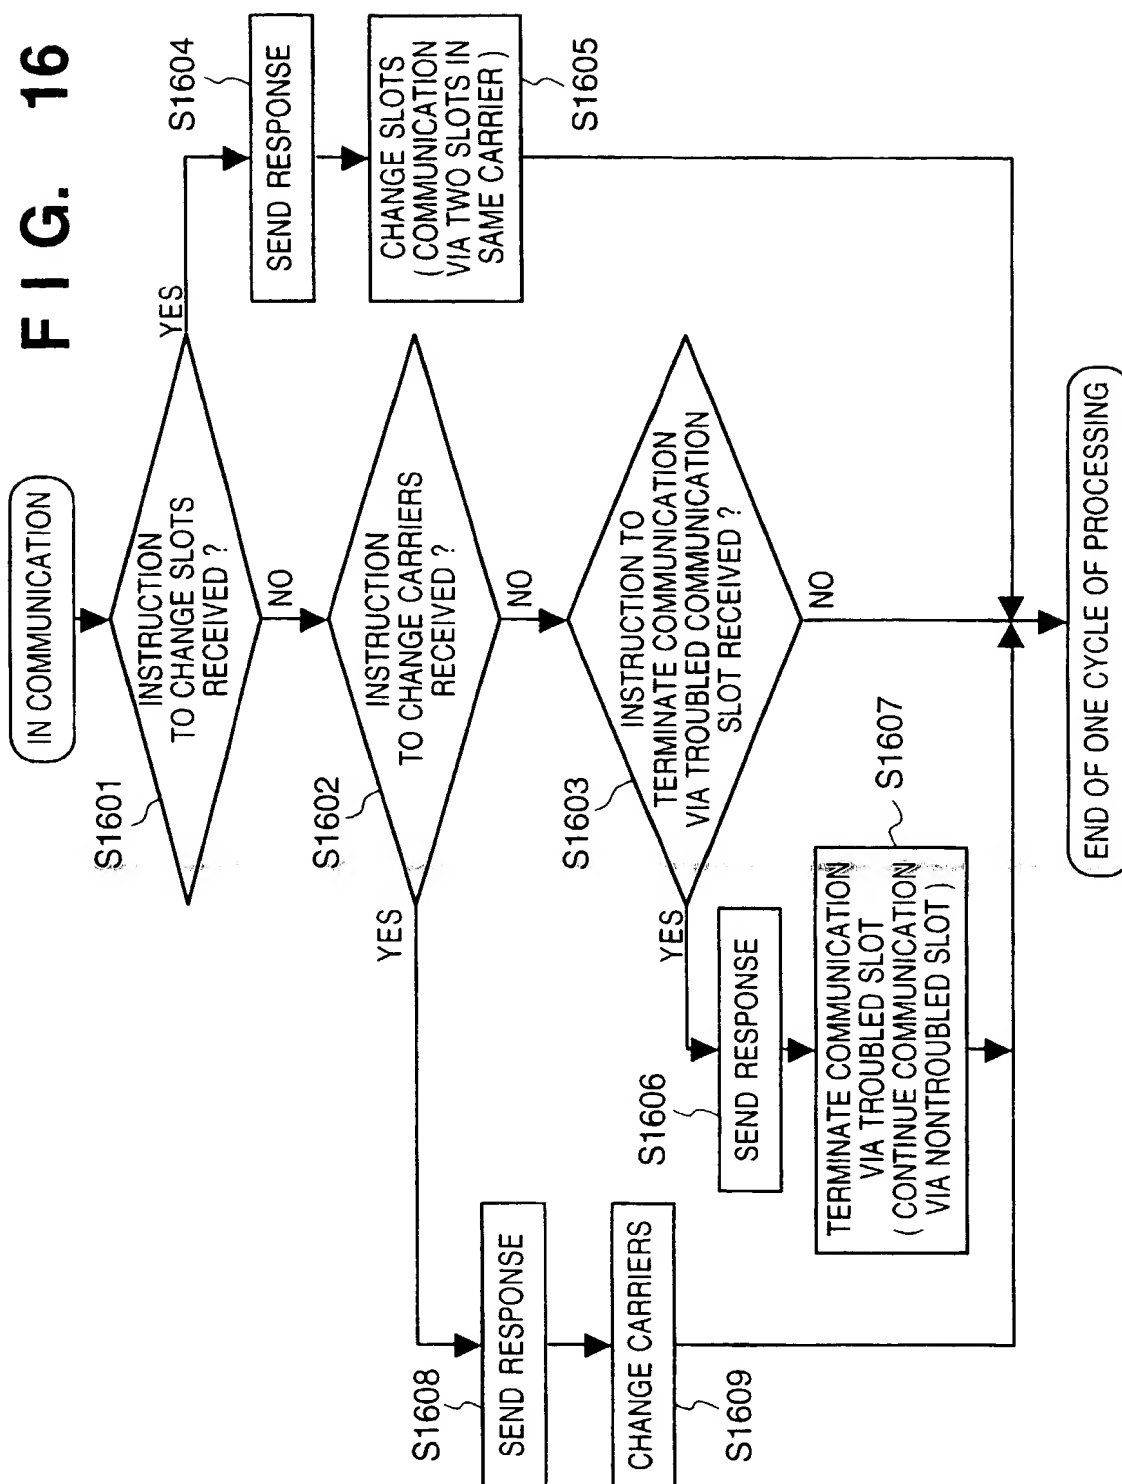 FIG. 16
IN COMMUNICATION
S1601
INSTRUCTION
TO CHANGE SLOTS
RECEIVED ?
YES
NO
S1604
SEND RESPONSE
CHANGE SLOTS
( COMMUNICATION
VIA TWO SLOTS IN
SAME CARRIER )
S1605
S1602
INSTRUCTION
TO CHANGE CARRIERS
RECEIVED ?
YES
NO
S1603
INSTRUCTION TO
TERMINATE COMMUNICATION
VIA TROUBLED COMMUNICATION
SLOT RECEIVED ?
YES
NO
S1608
SEND RESPONSE
CHANGE CARRIERS
S1609
S1606
SEND RESPONSE
S1607
TERMINATE COMMUNICATION
VIA TROUBLED SLOT
( CONTINUE COMMUNICATION
VIA NONTROUBLED SLOT )
END OF ONE CYCLE OF PROCESSING